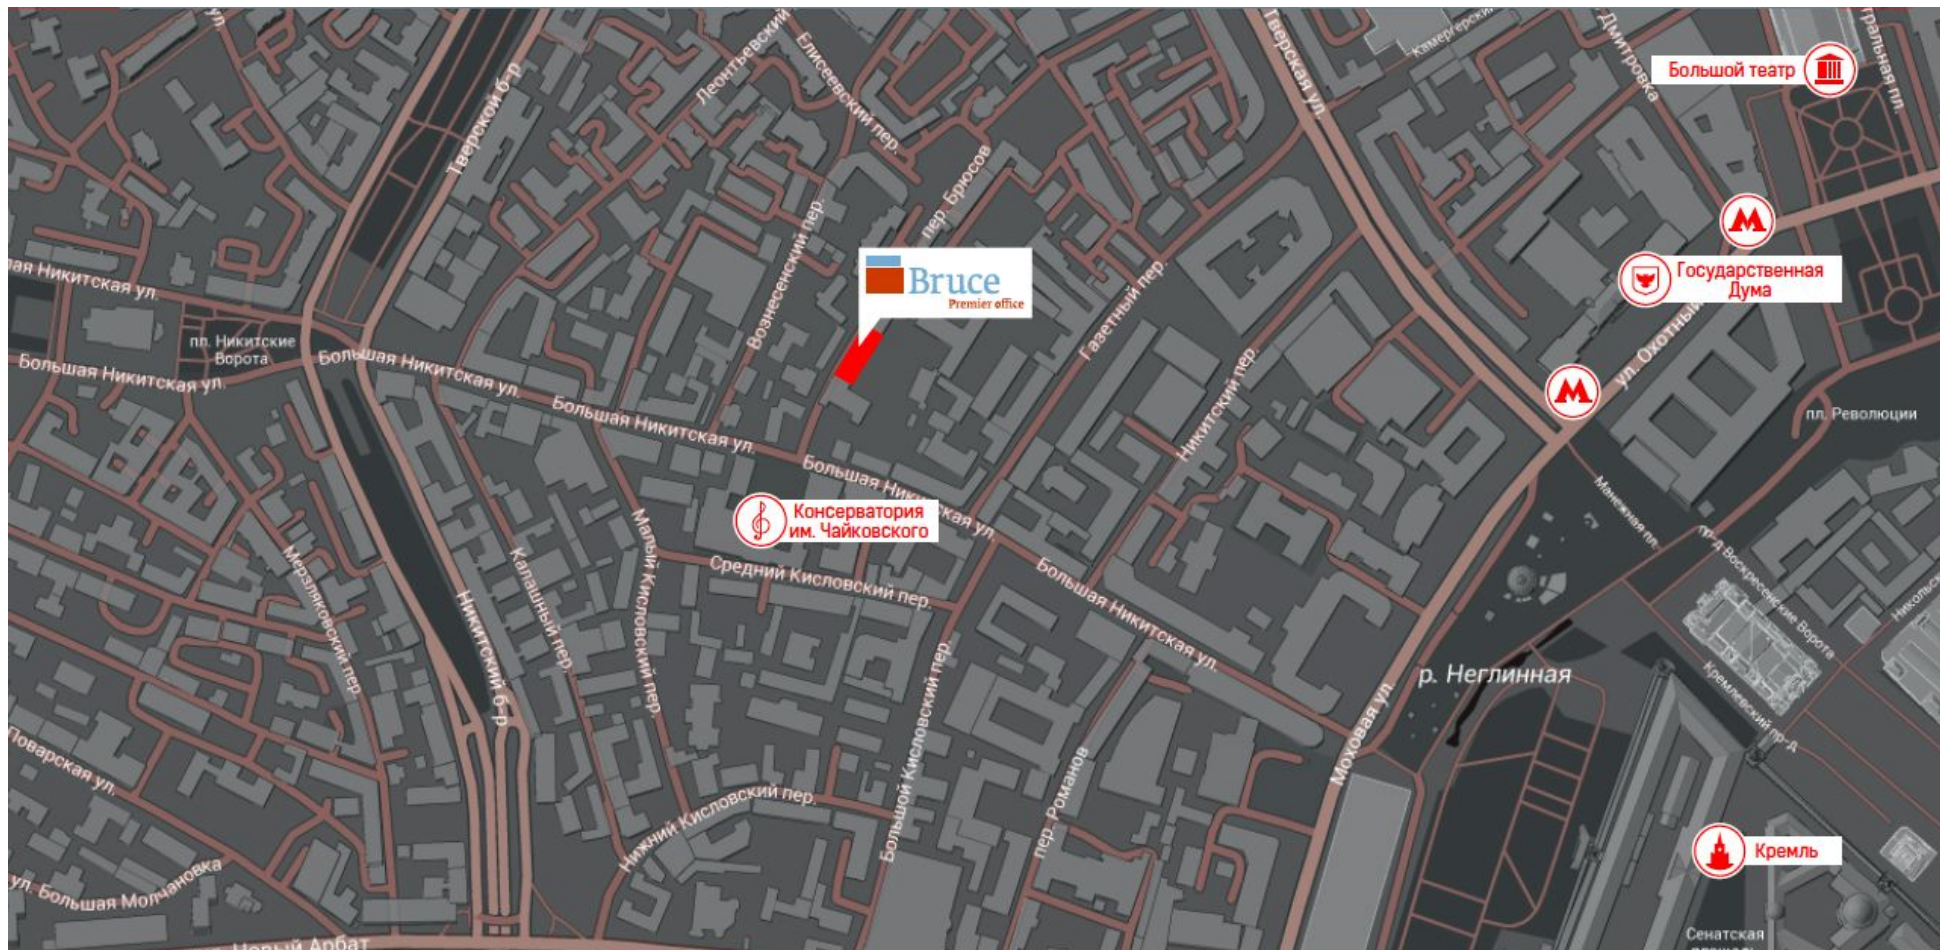 Леонтьевский
Елисеевский пер.
Тверская ул.
Камергерский
Дмитровка
Большой театр
Тверской б-р
пер. Брюсов
Вознесенский пер.
Bruce
Premier office
Газетный пер.
Государственная
Дума
ул. Охотный
Никитская ул.
пл. Никитские
Ворота
Большая Никитская ул.
Большая Никитская ул.
Большая Никитская ул.
Большая Никитская ул.
Большая Никитская ул.
Никитский пер.
пл. Революции
Консерватория
им. Чайковского
Манежная пл.
пр-д Воскресенские Ворота
Мерзляковский пер.
Калашный пер.
Малый Кисловский пер.
Средний Кисловский пер.
Никитский б-р
р. Неглинная
Кремлевский пр-д
Моховая ул.
Большой Кисловский пер.
Поварская ул.
Нижний Кисловский пер.
пер. Романов
Кремль
ул. Большая Молчановка
Новый Арбат
Сенатская